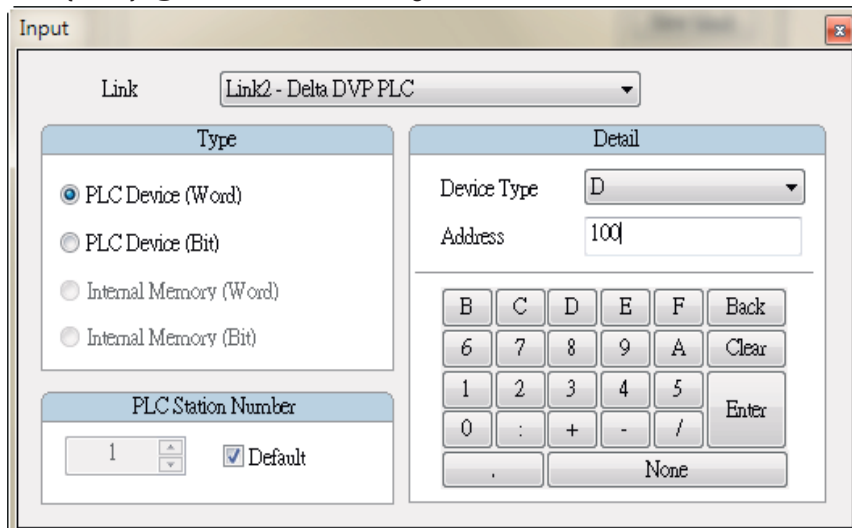 Input
Link Link2 - Delta DVP PLC
Type
PLC Device (Word)
PLC Device (Bit)
Internal Memory (Word)
Internal Memory (Bit)
PLC Station Number
1 Default
Detail
Device Type D
Address 100
B C D E F Back
6 7 8 9 A Clear
1 2 3 4 5 Enter
0 : + - /
. None